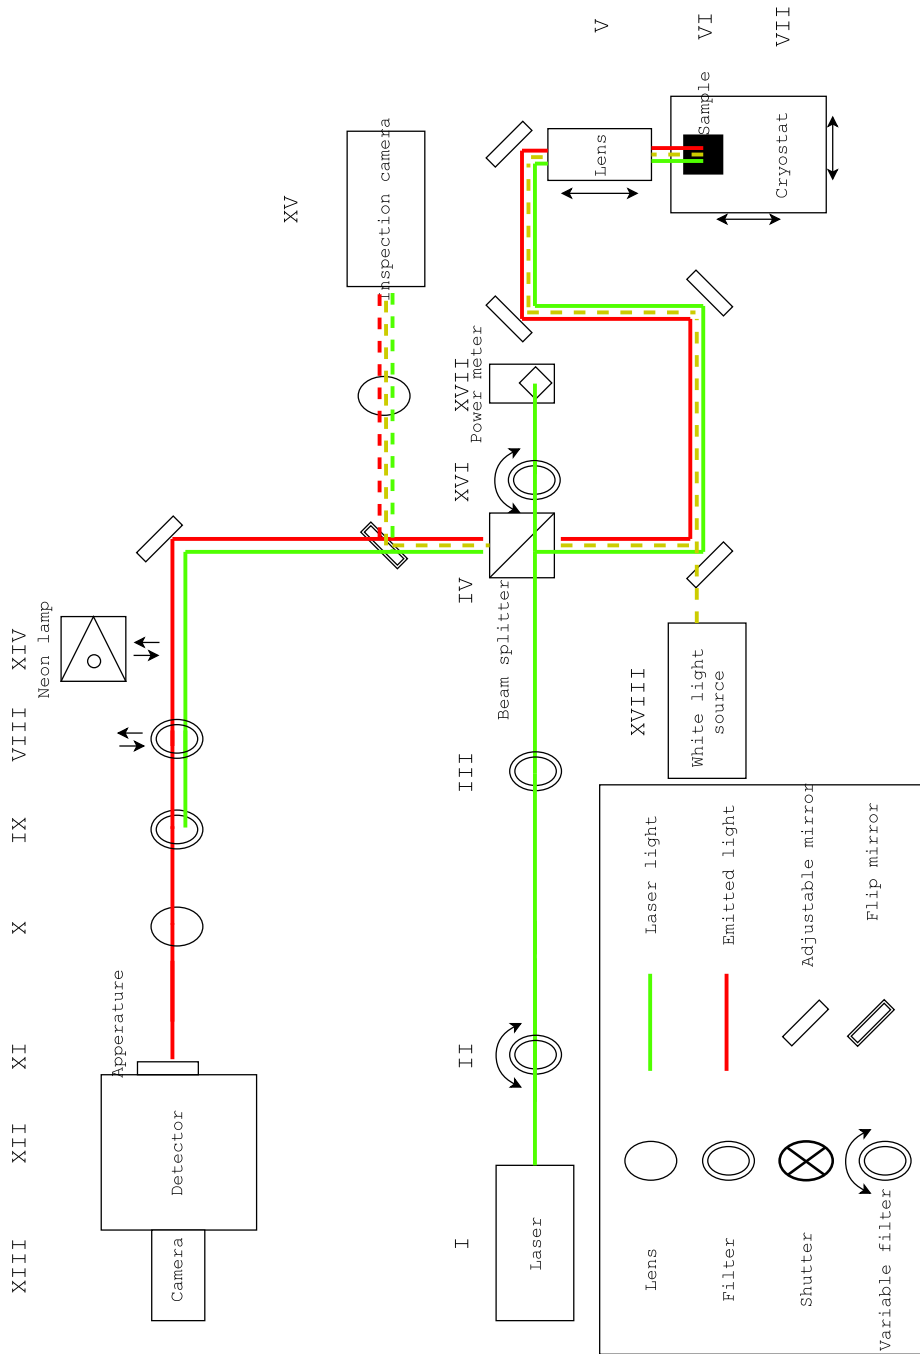 I
II
III
IV
V
VI
VII
VIII
IX
X
XI
XII
XIII
XIV
XV
XVI
XVII
XVIII
Laser
Beam splitter
Power meter
Lens
Sample
Cryostat
White light
source
Inspection camera
Neon lamp
Apperature
Detector
Camera
Lens
Filter
Shutter
Variable filter
Laser light
Emitted light
Adjustable mirror
Flip mirror